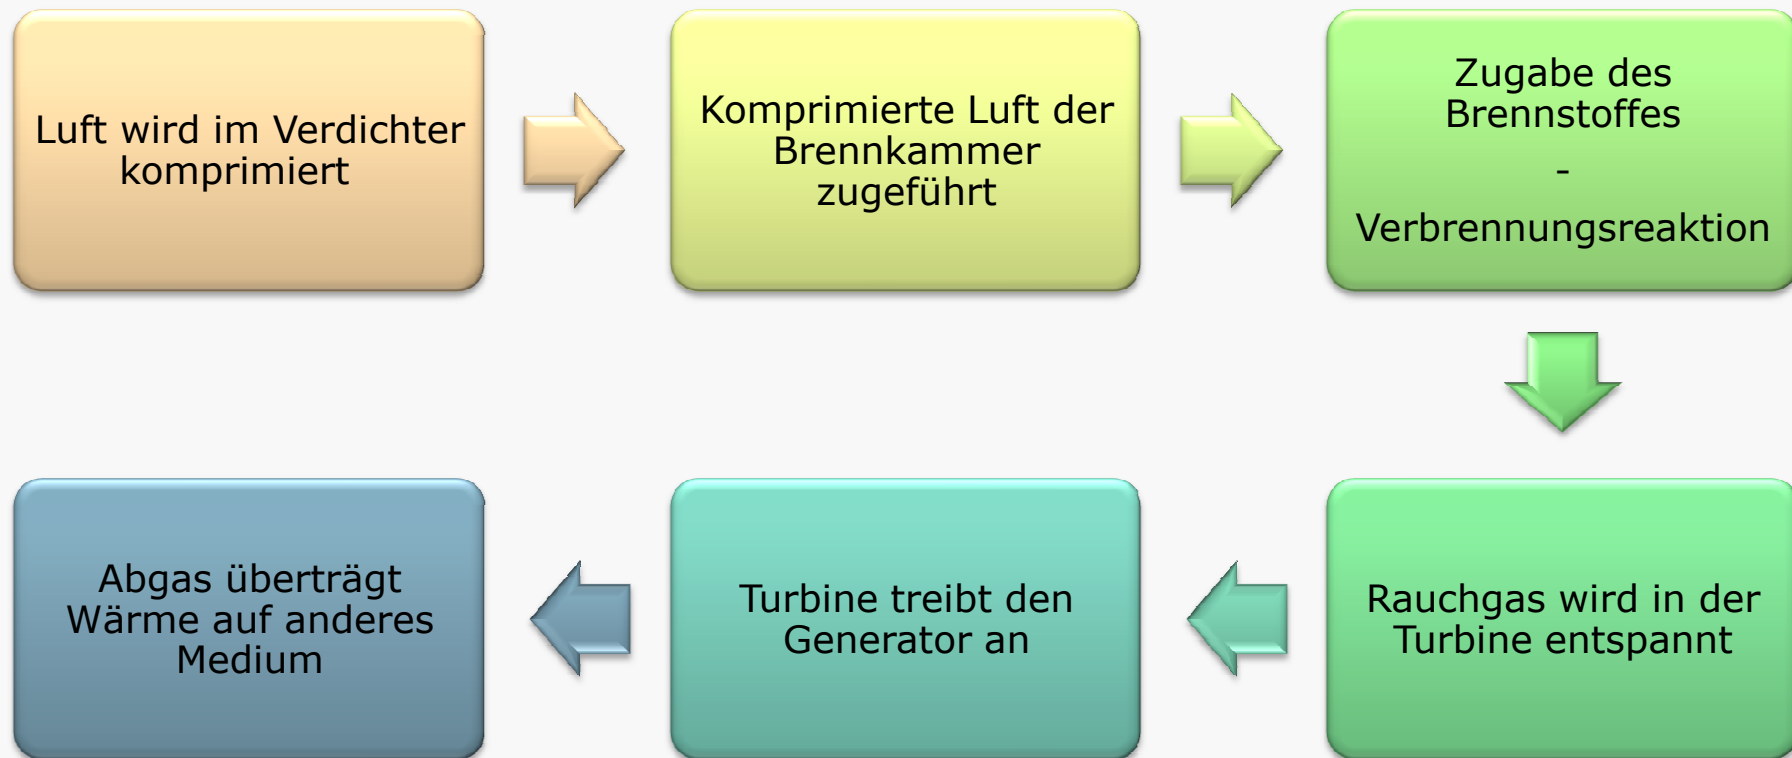 Luft wird im Verdichter
komprimiert
Komprimierte Luft der
Brennkammer
zugeführt
Zugabe des
Brennstoffes
-
Verbrennungsreaktion
Rauchgas wird in der
Turbine entspannt
Turbine treibt den
Generator an
Abgas überträgt
Wärme auf anderes
Medium